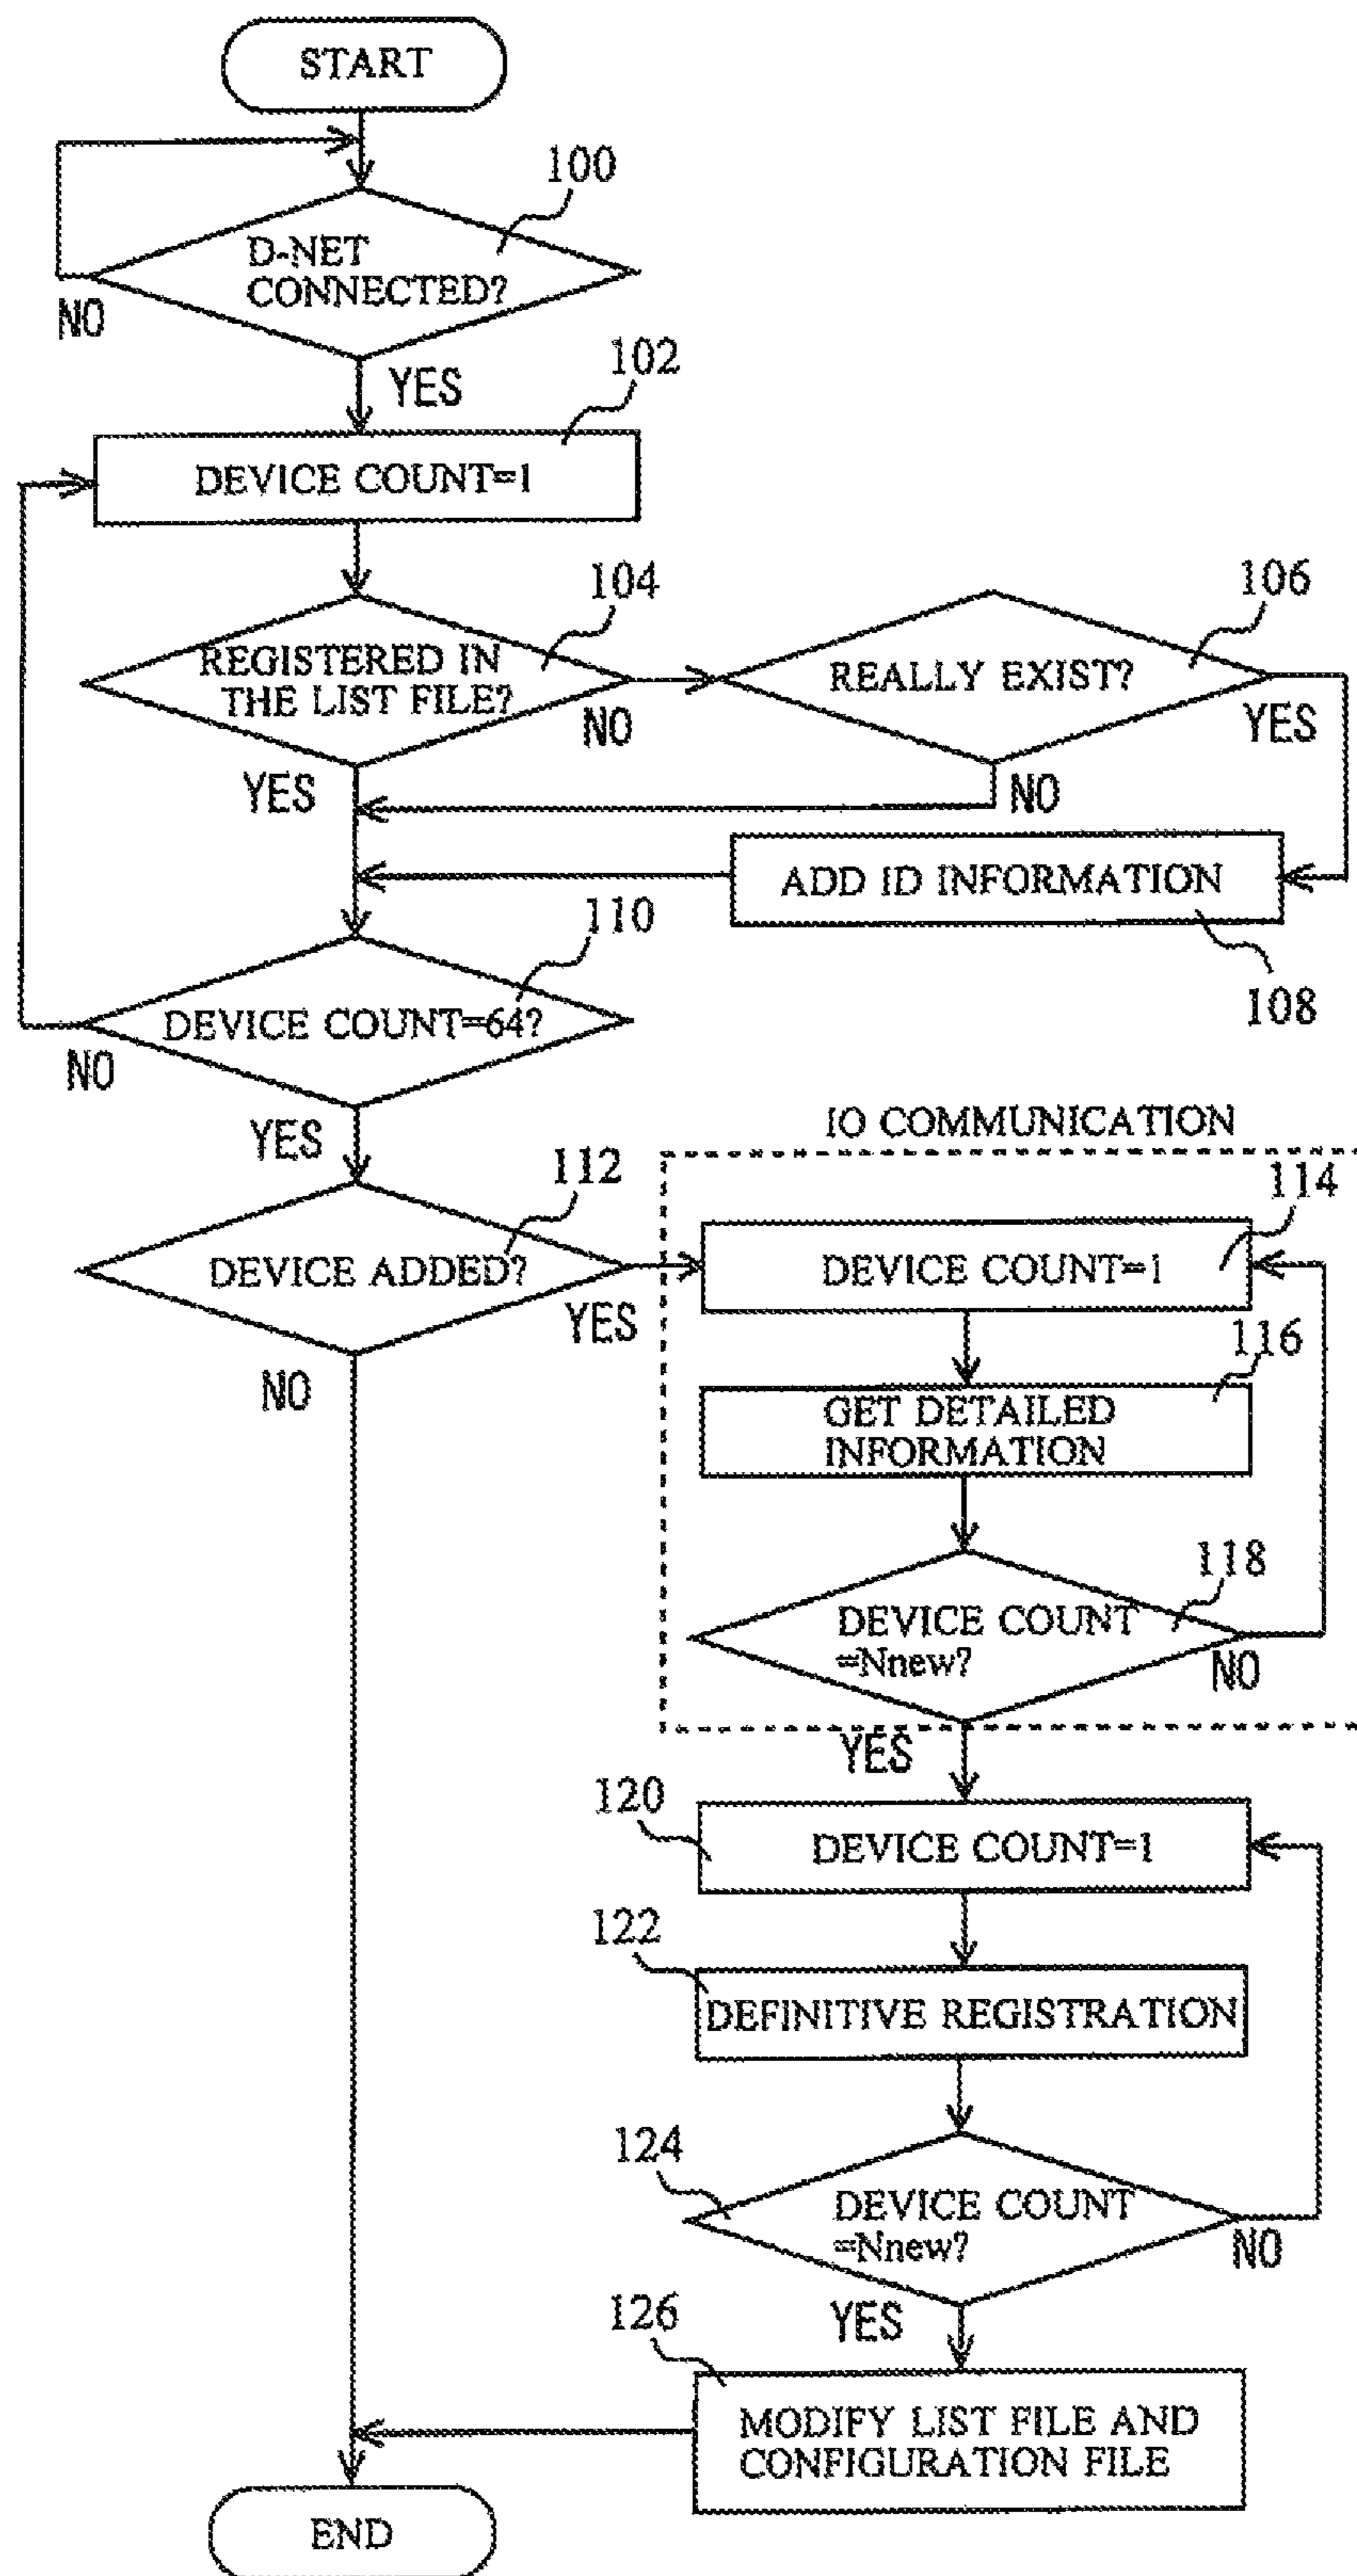 START
100
D-NET
CONNECTED?
NO
YES
102
DEVICE COUNT=1
104
REGISTERED IN
THE LIST FILE?
NO
YES
106
REALLY EXIST?
YES
NO
ADD ID INFORMATION
108
110
DEVICE COUNT=64?
NO
YES
112
DEVICE ADDED?
YES
NO
IO COMMUNICATION
114
DEVICE COUNT=1
116
GET DETAILED
INFORMATION
118
DEVICE COUNT
=Nnew?
NO
YES
120
DEVICE COUNT=1
122
DEFINITIVE REGISTRATION
124
DEVICE COUNT
=Nnew?
NO
YES
126
MODIFY LIST FILE AND
CONFIGURATION FILE
END